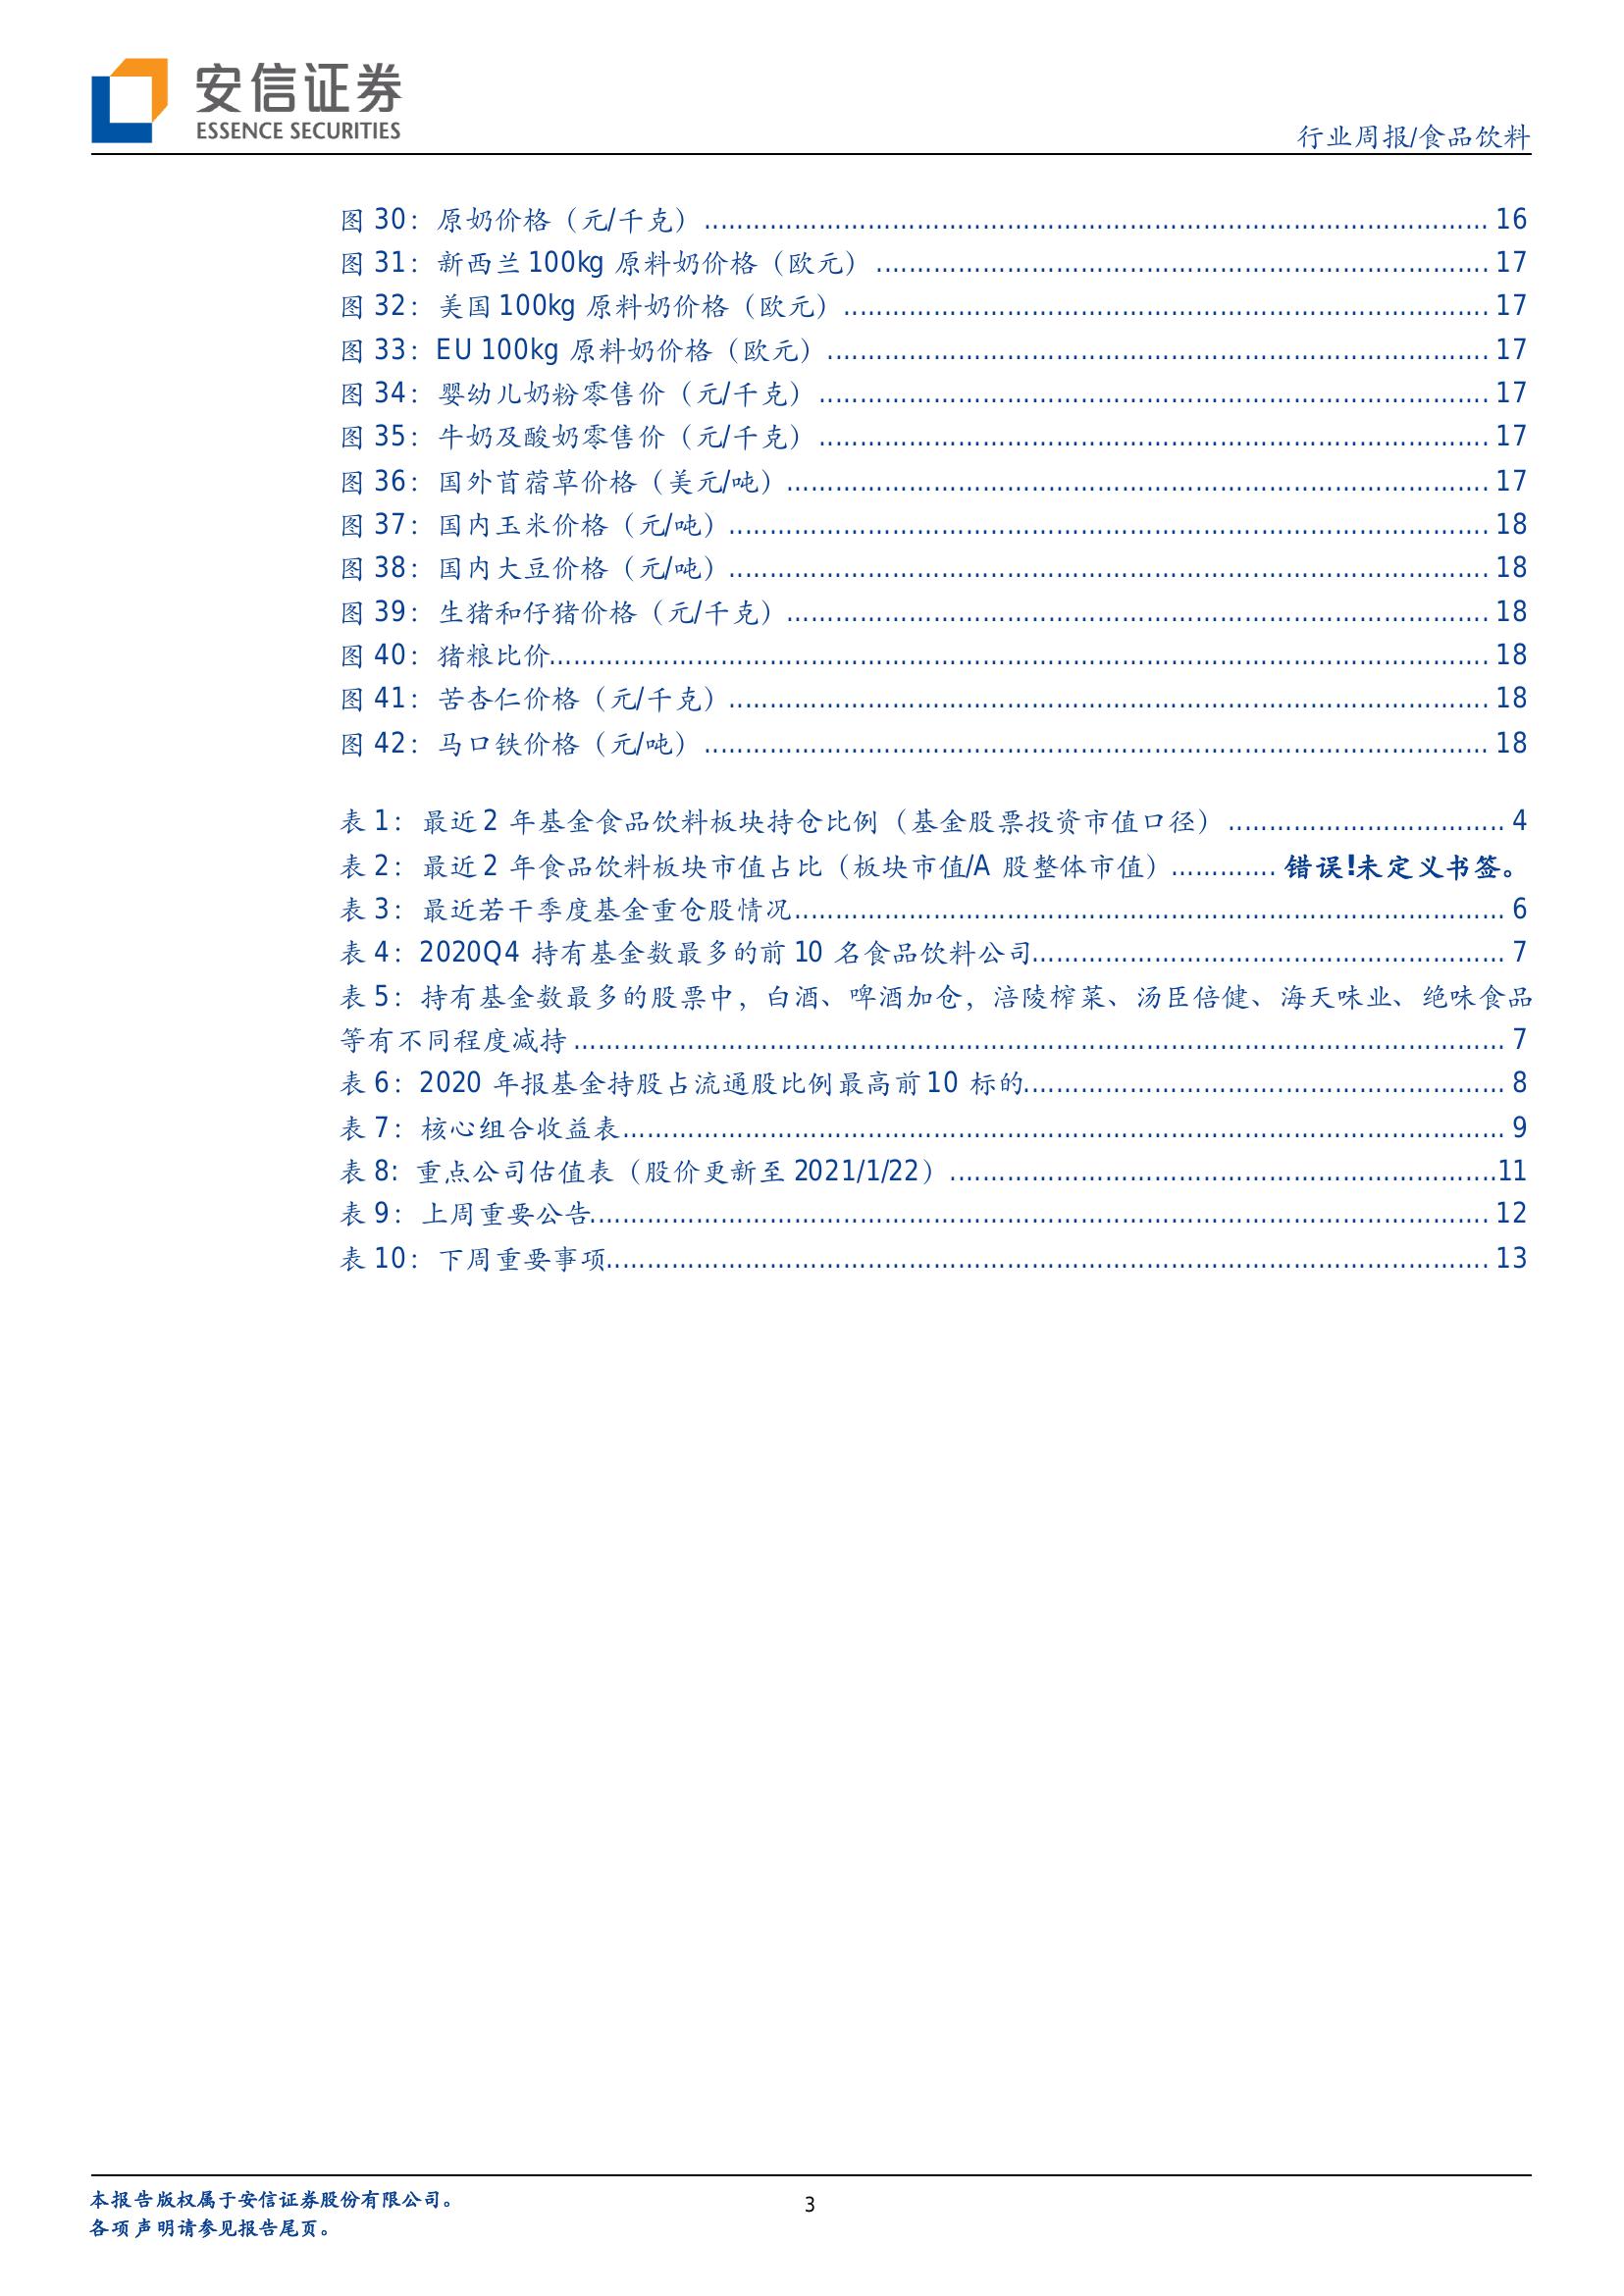 安信证券
ESSENCE SECURITIES
行业周报/食品饮料
图 30：原奶价格（元/千克）......................................................................................................... 16
图 31：新西兰 100kg 原料奶价格（欧元）................................................................................. 17
图 32：美国 100kg 原料奶价格（欧元）..................................................................................... 17
图 33：EU 100kg 原料奶价格（欧元）....................................................................................... 17
图 34：婴幼儿奶粉零售价（元/千克）........................................................................................ 17
图 35：牛奶及酸奶零售价（元/千克）........................................................................................ 17
图 36：国外苜蓿草价格（美元/吨）............................................................................................ 17
图 37：国内玉米价格（元/吨）................................................................................................... 18
图 38：国内大豆价格（元/吨）................................................................................................... 18
图 39：生猪和仔猪价格（元/千克）............................................................................................ 18
图 40：猪粮比价.......................................................................................................................... 18
图 41：苦杏仁价格（元/千克）................................................................................................... 18
图 42：马口铁价格（元/吨）....................................................................................................... 18
表 1：最近 2 年基金食品饮料板块持仓比例（基金股票投资市值口径）.................................. 4
表 2：最近 2 年食品饮料板块市值占比（板块市值/A 股整体市值）............. 错误!未定义书签。
表 3：最近若干季度基金重仓股情况........................................................................................... 6
表 4：2020Q4 持有基金数最多的前 10 名食品饮料公司............................................................ 7
表 5：持有基金数最多的股票中，白酒、啤酒加仓，涪陵榨菜、汤臣倍健、海天味业、绝味食品
等有不同程度减持........................................................................................................................ 7
表 6：2020 年报基金持股占流通股比例最高前 10 标的............................................................. 8
表 7：核心组合收益表.................................................................................................................. 9
表 8: 重点公司估值表（股价更新至 2021/1/22）......................................................................11
表 9：上周重要公告.................................................................................................................... 12
表 10：下周重要事项................................................................................................................... 13
本报告版权属于安信证券股份有限公司。
3
各项声明请参见报告尾页。